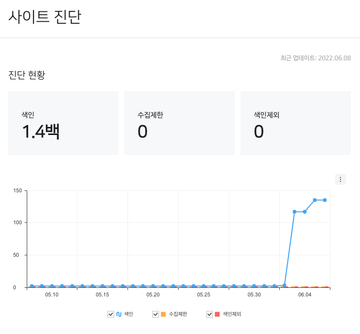 사이트 진단
최근 업데이트: 2022.06.08
진단 현황
색인
1.4백
수집제한
0
색인제외
0
150
100
50
0
05.10
05.15
05.20
05.25
05.30
06.04
색인
수집제한
색인제외